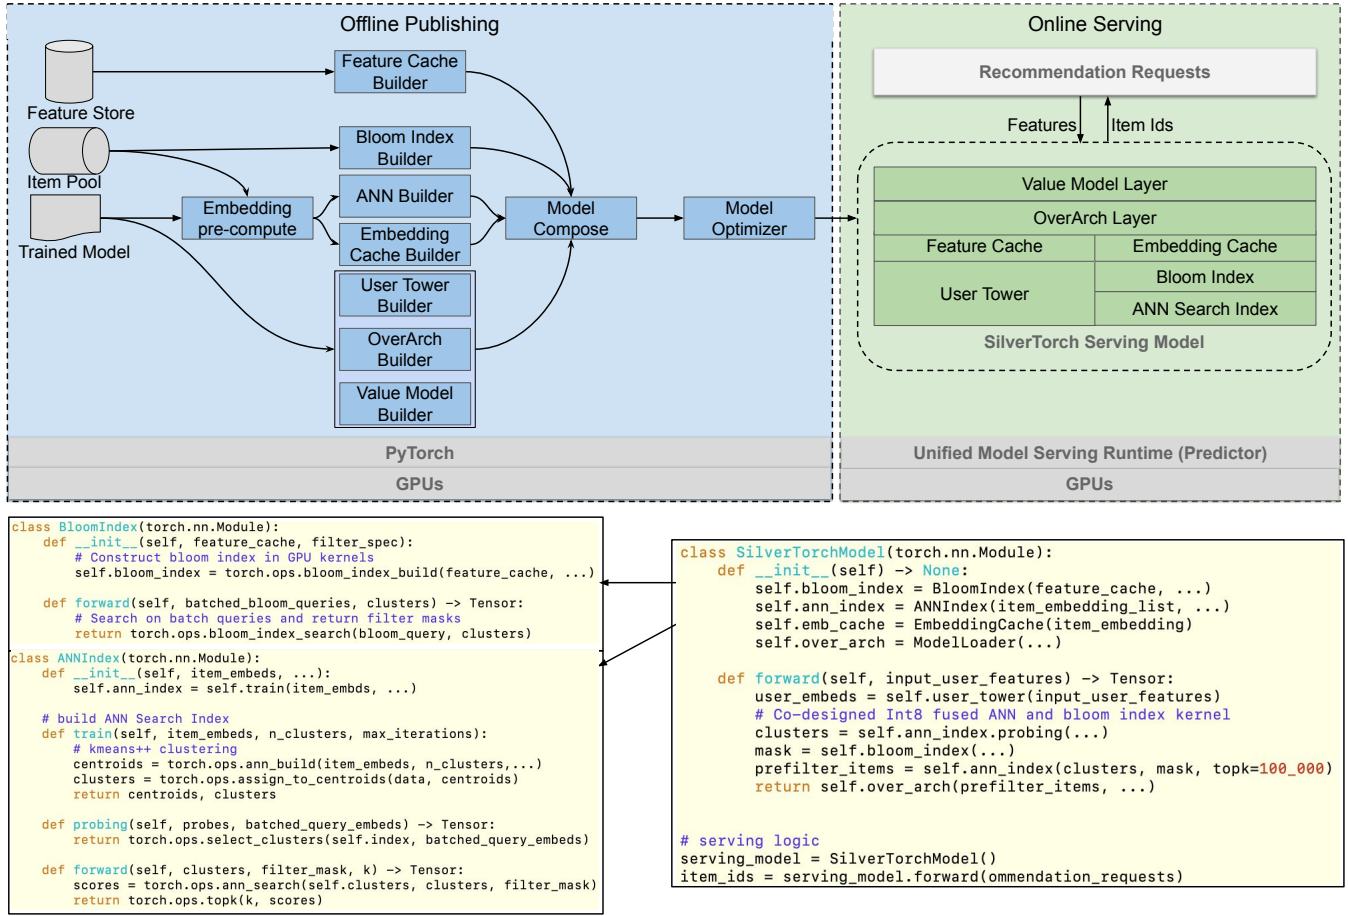 Offline Publishing
Feature Store
Item Pool
Trained Model
Feature Cache
Builder
Bloom Index
Builder
ANN Builder
Embedding
pre-compute
Embedding
Cache Builder
User Tower
Builder
OverArch
Builder
Value Model
Builder
Model
Compose
Model
Optimizer
PyTorch
GPUs
Online Serving
Recommendation Requests
Features
Item Ids
Value Model Layer
OverArch Layer
Feature Cache
Embedding Cache
User Tower
Bloom Index
ANN Search Index
SilverTorch Serving Model
Unified Model Serving Runtime (Predictor)
GPUs
class BloomIndex(torch.nn.Module):
    def __init__(self, feature_cache, filter_spec):
        # Construct bloom index in GPU kernels
        self.bloom_index = torch.ops.bloom_index_build(feature_cache, ...)
    def forward(self, batched_bloom_queries, clusters) -> Tensor:
        # Search on batch queries and return filter masks
        return torch.ops.bloom_index_search(bloom_query, clusters)
class ANNIndex(torch.nn.Module):
    def __init__(self, item_embeds, ...):
        self.ann_index = self.train(item_embds, ...)
    # build ANN Search Index
    def train(self, item_embeds, n_clusters, max_iterations):
        # kmeans++ clustering
        centroids = torch.ops.ann_build(item_embeds, n_clusters,...)
        clusters = torch.ops.assign_to_centroids(data, centroids)
        return centroids, clusters
    def probing(self, probes, batched_query_embeds) -> Tensor:
        return torch.ops.select_clusters(self.index, batched_query_embeds)
    def forward(self, clusters, filter_mask, k) -> Tensor:
        scores = torch.ops.ann_search(self.clusters, clusters, filter_mask)
        return torch.ops.topk(k, scores)
class SilverTorchModel(torch.nn.Module):
    def __init__(self) -> None:
        self.bloom_index = BloomIndex(feature_cache, ...)
        self.ann_index = ANNIndex(item_embedding_list, ...)
        self.emb_cache = EmbeddingCache(item_embedding)
        self.over_arch = ModelLoader(...)
    def forward(self, input_user_features) -> Tensor:
        user_embeds = self.user_tower(input_user_features)
        # Co-designed Int8 fused ANN and bloom index kernel
        clusters = self.ann_index.probing(...)
        mask = self.bloom_index(...)
        prefilter_items = self.ann_index(clusters, mask, topk=100_000)
        return self.over_arch(prefilter_items, ...)
# serving logic
serving_model = SilverTorchModel()
item_ids = serving_model.forward(ommendation_requests)